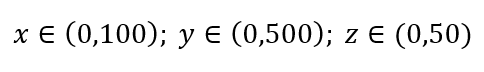 x ∈ (0,100); y ∈ (0,500); z ∈ (0,50)